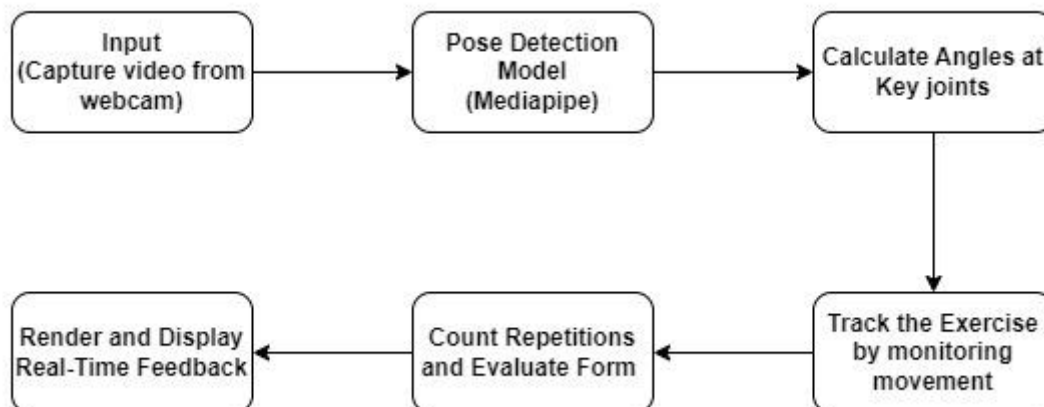 Input
(Capture video from
webcam)
Pose Detection
Model
(Mediapipe)
Calculate Angles at
Key joints
Track the Exercise
by monitoring
movement
Count Repetitions
and Evaluate Form
Render and Display
Real-Time Feedback